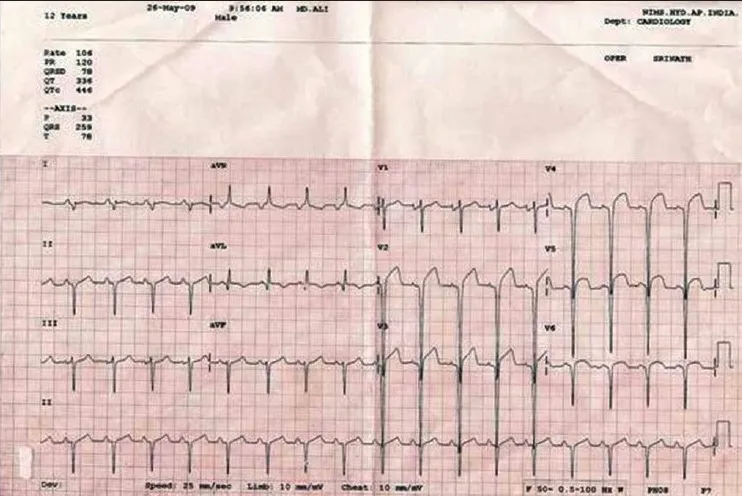 26-May-09 9:56:06 AM MD.ALI NIMS.HYD.AP.INDIA.
12 Years Male Dept: CARDIOLOGY
Rate 106 OPER SRINATH
PR 120
QRSD 78
QT 336
QTc 446
--AXIS--
P 33
QRS 259
T 78
I aVR V1 V4
II aVL V2 V5
III aVF V3 V6
II
Dev: Speed: 25 mm/sec Limb: 10 mm/mV Chest: 10 mm/mV F 50~ 0.5-100 Hz W